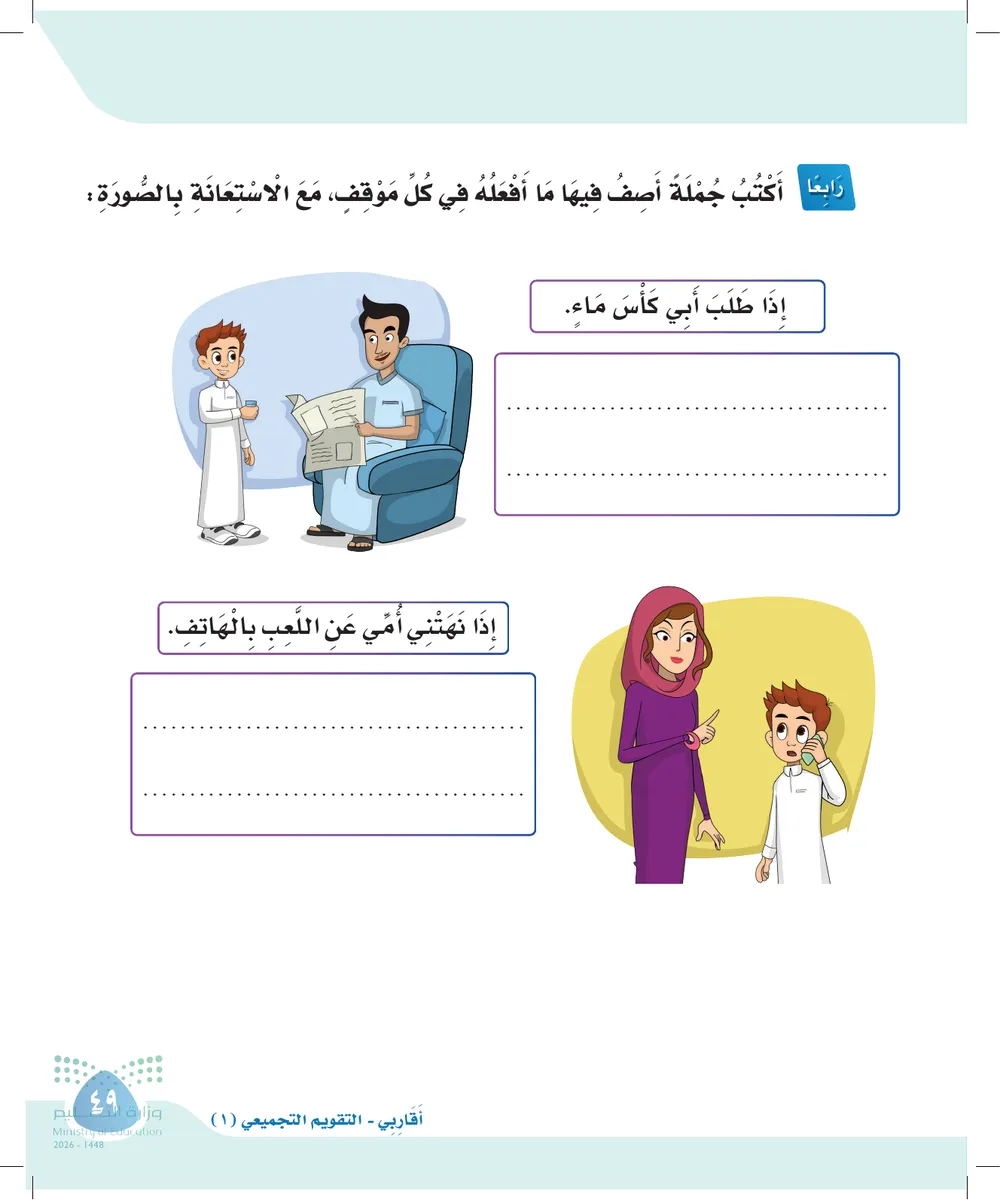 رَابِعًا
أَكْتُبُ جُمْلَةً أَصِفُ فِيهَا مَا أَفْعَلُهُ فِي كُلِّ مَوْقِفٍ، مَعَ الْاسْتِعَانَةِ بِالصُّورَةِ:
إِذَا طَلَبَ أَبِي كَأْسَ مَاءٍ.
........................................
........................................
إِذَا نَهَتْنِي أُمِّي عَنِ اللَّعِبِ بِالْهَاتِفِ.
........................................
........................................
أَقَارِبِي - التقويم التجميعي (١)
٤٩
وزارة التعليم
Ministry of Education
2026 - 1448